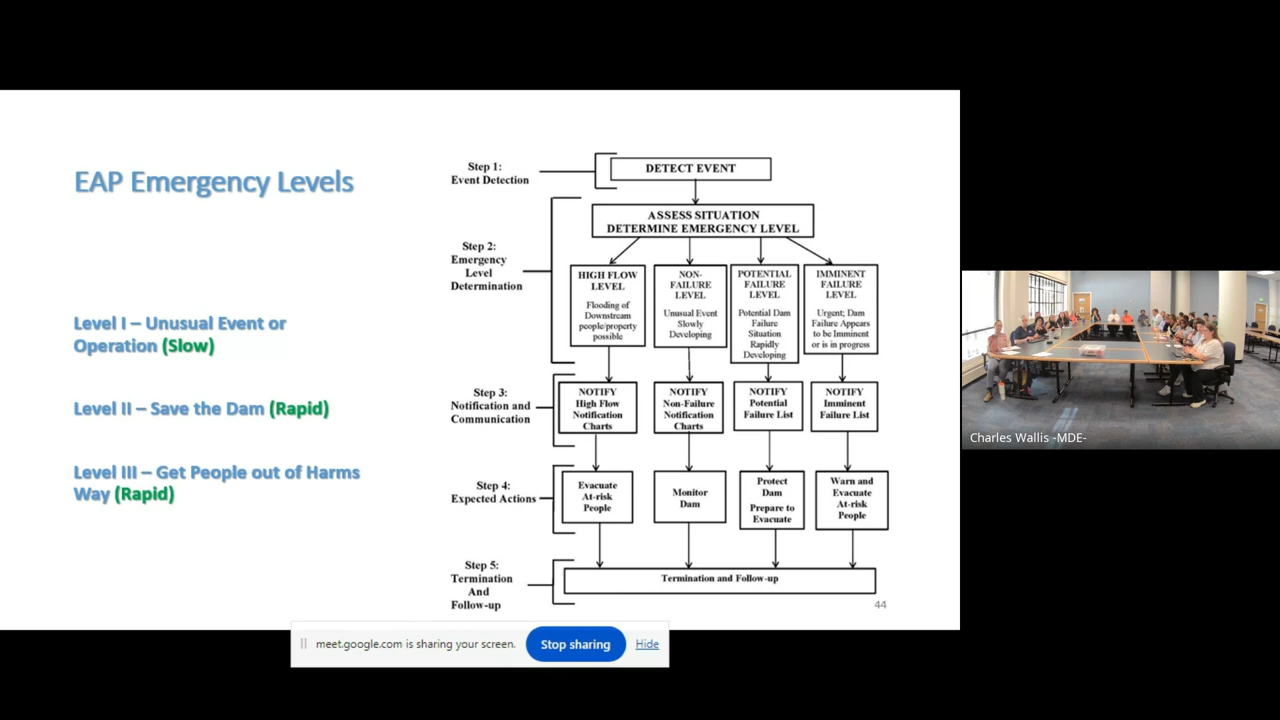 EAP Emergency Levels
Level I – Unusual Event or
Operation (Slow)
Level II – Save the Dam (Rapid)
Level III – Get People out of Harms
Way (Rapid)
Step 1:
Event Detection
DETECT EVENT
Step 2:
Emergency
Level
Determination
ASSESS SITUATION
DETERMINE EMERGENCY LEVEL
HIGH FLOW
LEVEL
Flooding of
Downstream
people/property
possible
NON-
FAILURE
LEVEL
Unusual Event
Slowly
Developing
POTENTIAL
FAILURE
LEVEL
Potential Dam
Failure
Situation
Rapidly
Developing
IMMINENT
FAILURE
LEVEL
Urgent; Dam
Failure Appears
to be Imminent
or is in progress
Step 3:
Notification and
Communication
NOTIFY
High Flow
Notification
Charts
NOTIFY
Non-Failure
Notification
Charts
NOTIFY
Potential
Failure List
NOTIFY
Imminent
Failure List
Step 4:
Expected Actions
Evacuate
At-risk
People
Monitor
Dam
Protect
Dam
Prepare to
Evacuate
Warn and
Evacuate
At-risk
People
Step 5:
Termination
And
Follow-up
Termination and Follow-up
44
meet.google.com is sharing your screen.
Stop sharing
Hide
Charles Wallis -MDE-